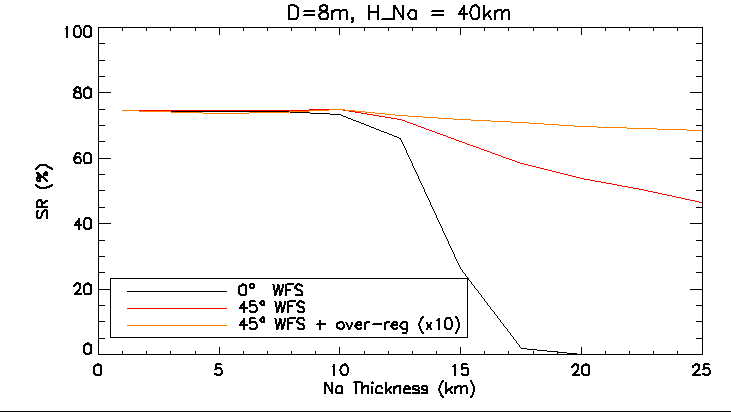 D=8m, H_Na = 40km
100
80
60
40
20
0
SR (%)
0° WFS
45° WFS
45° WFS + over-reg (x10)
0 5 10 15 20 25
Na Thickness (km)